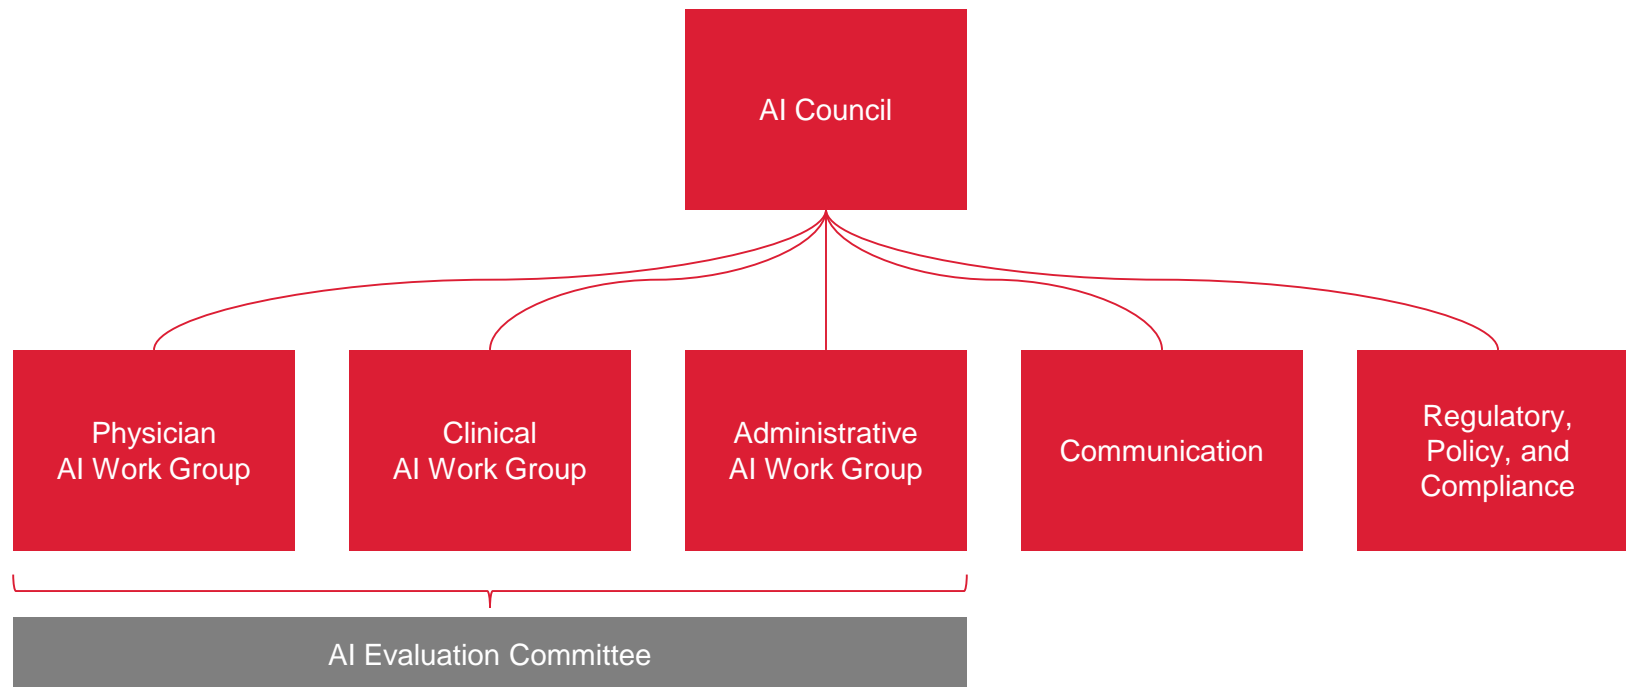 AI Council
Physician
AI Work Group
Clinical
AI Work Group
Administrative
AI Work Group
Communication
Regulatory,
Policy, and
Compliance
AI Evaluation Committee